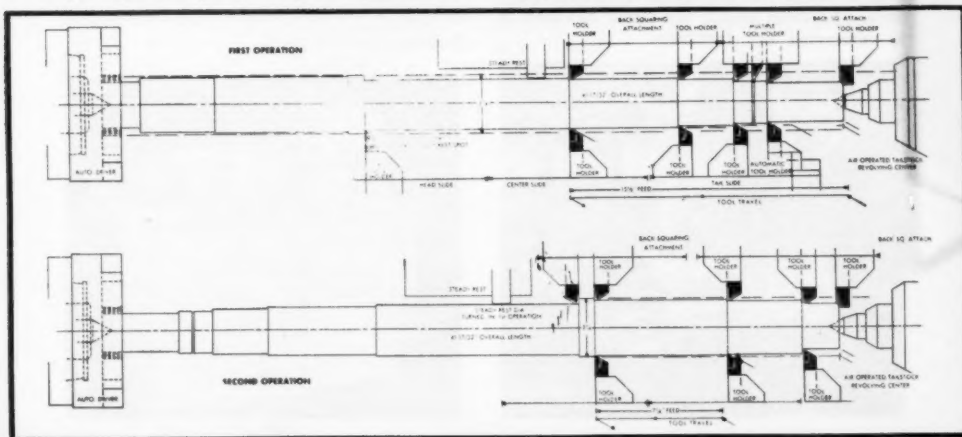 TOOL
HOLDER
BACK SQUARING
ATTACHMENT
TOOL
HOLDER
MULTIPLE
TOOL HOLDER
BACK SQ ATTACH
TOOL
HOLDER
FIRST OPERATION
STEADY REST
OVERALL LENGTH
REST SPOT
AUTO DRIVER
HOLDER
TOOL
HOLDER
TOOL
HOLDER
TOOL
HOLDER
AUTOMATIC
TOOL HOLDER
AIR OPERATED TAILSTOCK
REVOLVING CENTER
HEAD SLIDE
CENTER SLIDE
TAIL SLIDE
FEED
TOOL TRAVEL
BACK SQUARING
ATTACHMENT
BACK SQ ATTACH
TOOL
HOLDER
TOOL
HOLDER
TOOL
HOLDER
TOOL
HOLDER
STEADY REST
STEADY REST DIA
TURNED IN OPERATION
OVERALL LENGTH
SECOND OPERATION
AUTO DRIVER
TOOL
HOLDER
TOOL
HOLDER
TOOL
HOLDER
AIR OPERATED TAILSTOCK
REVOLVING CENTER
FEED
TOOL TRAVEL